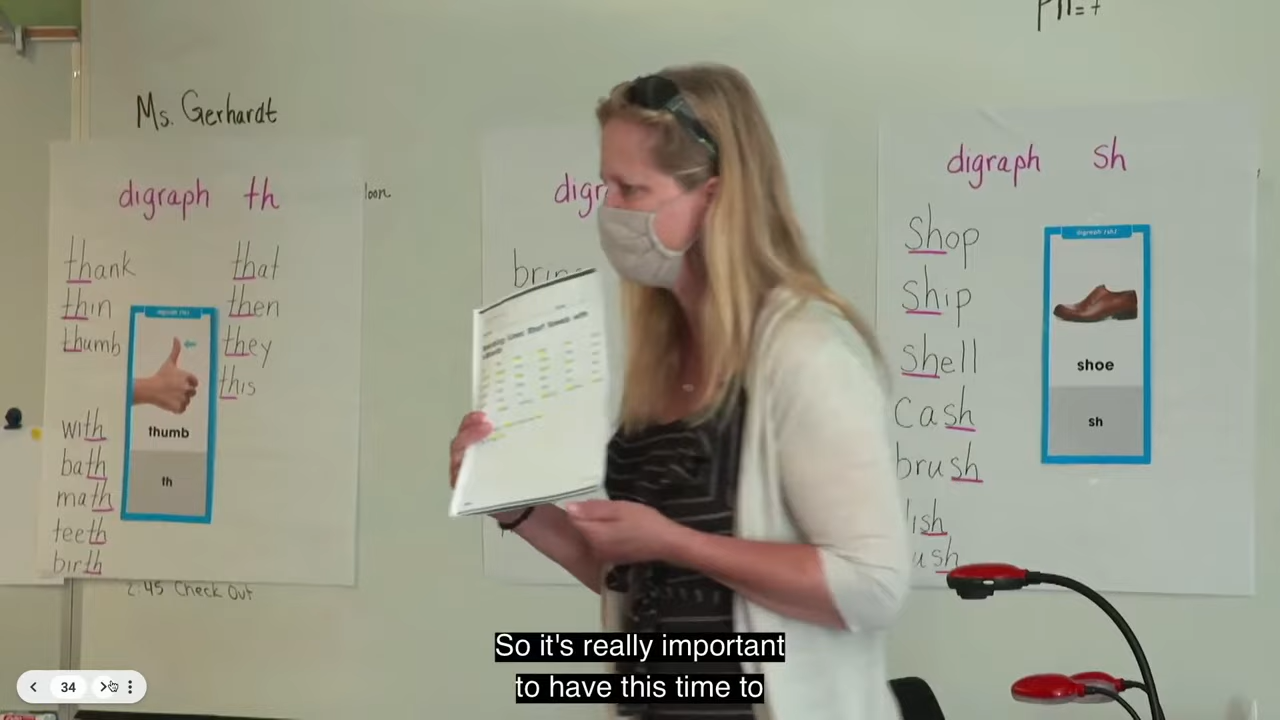 Ms. Gerhardt
digraph th
thank
thin
thumb
that
then
they
this
with
bath
math
teeth
birth
thumb
th
loon
2:45 Check Out
digraph sh
shop
ship
shell
cash
brush
shoe
sh
So it's really important
to have this time to
34